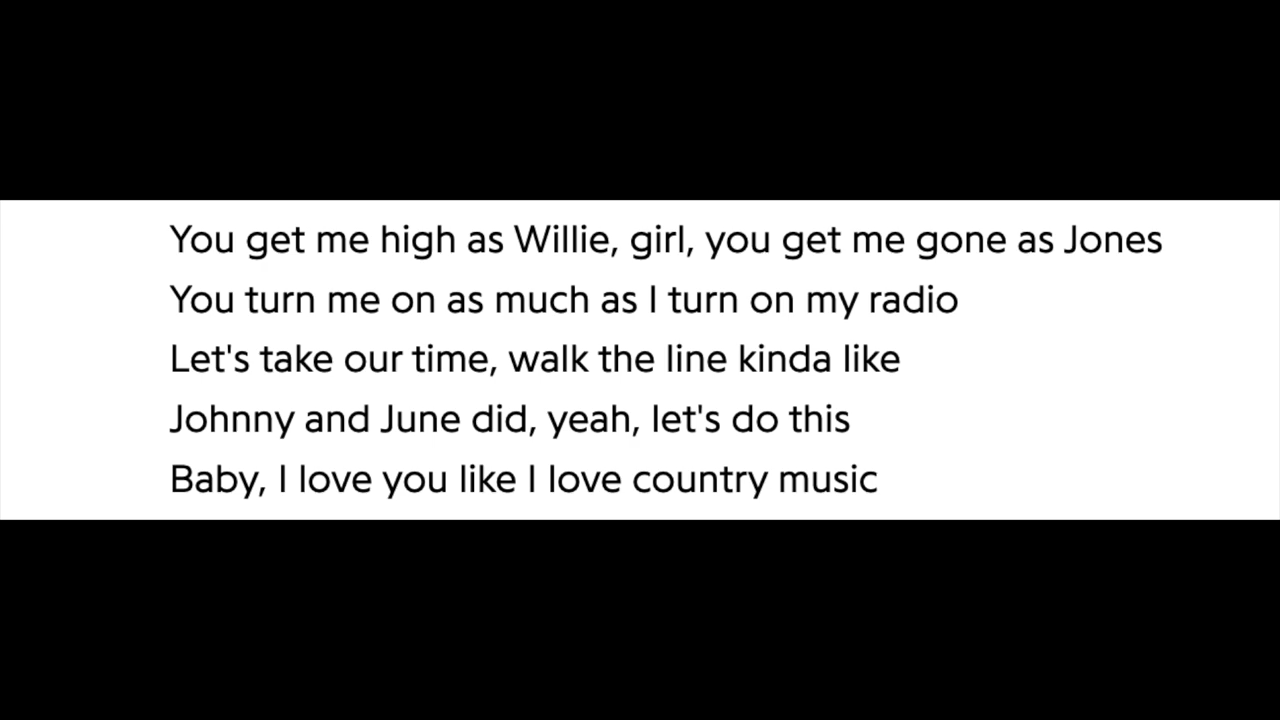 You get me high as Willie, girl, you get me gone as Jones
You turn me on as much as I turn on my radio
Let's take our time, walk the line kinda like
Johnny and June did, yeah, let's do this
Baby, I love you like I love country music